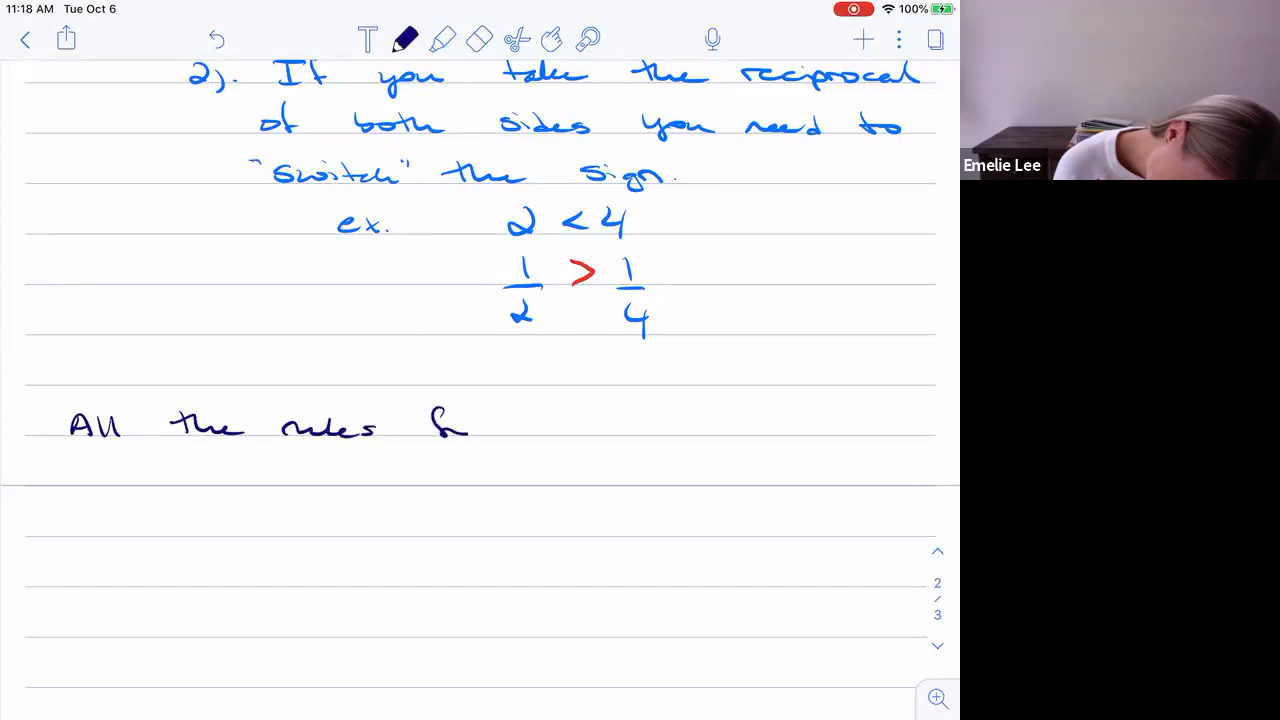 11:18 AM Tue Oct 6
100%
T
2). If you take the reciprocal
of both sides you need to
"switch" the sign.
ex. 2 < 4
1/2 > 1/4
All the rules
2
/
3
Emelie Lee